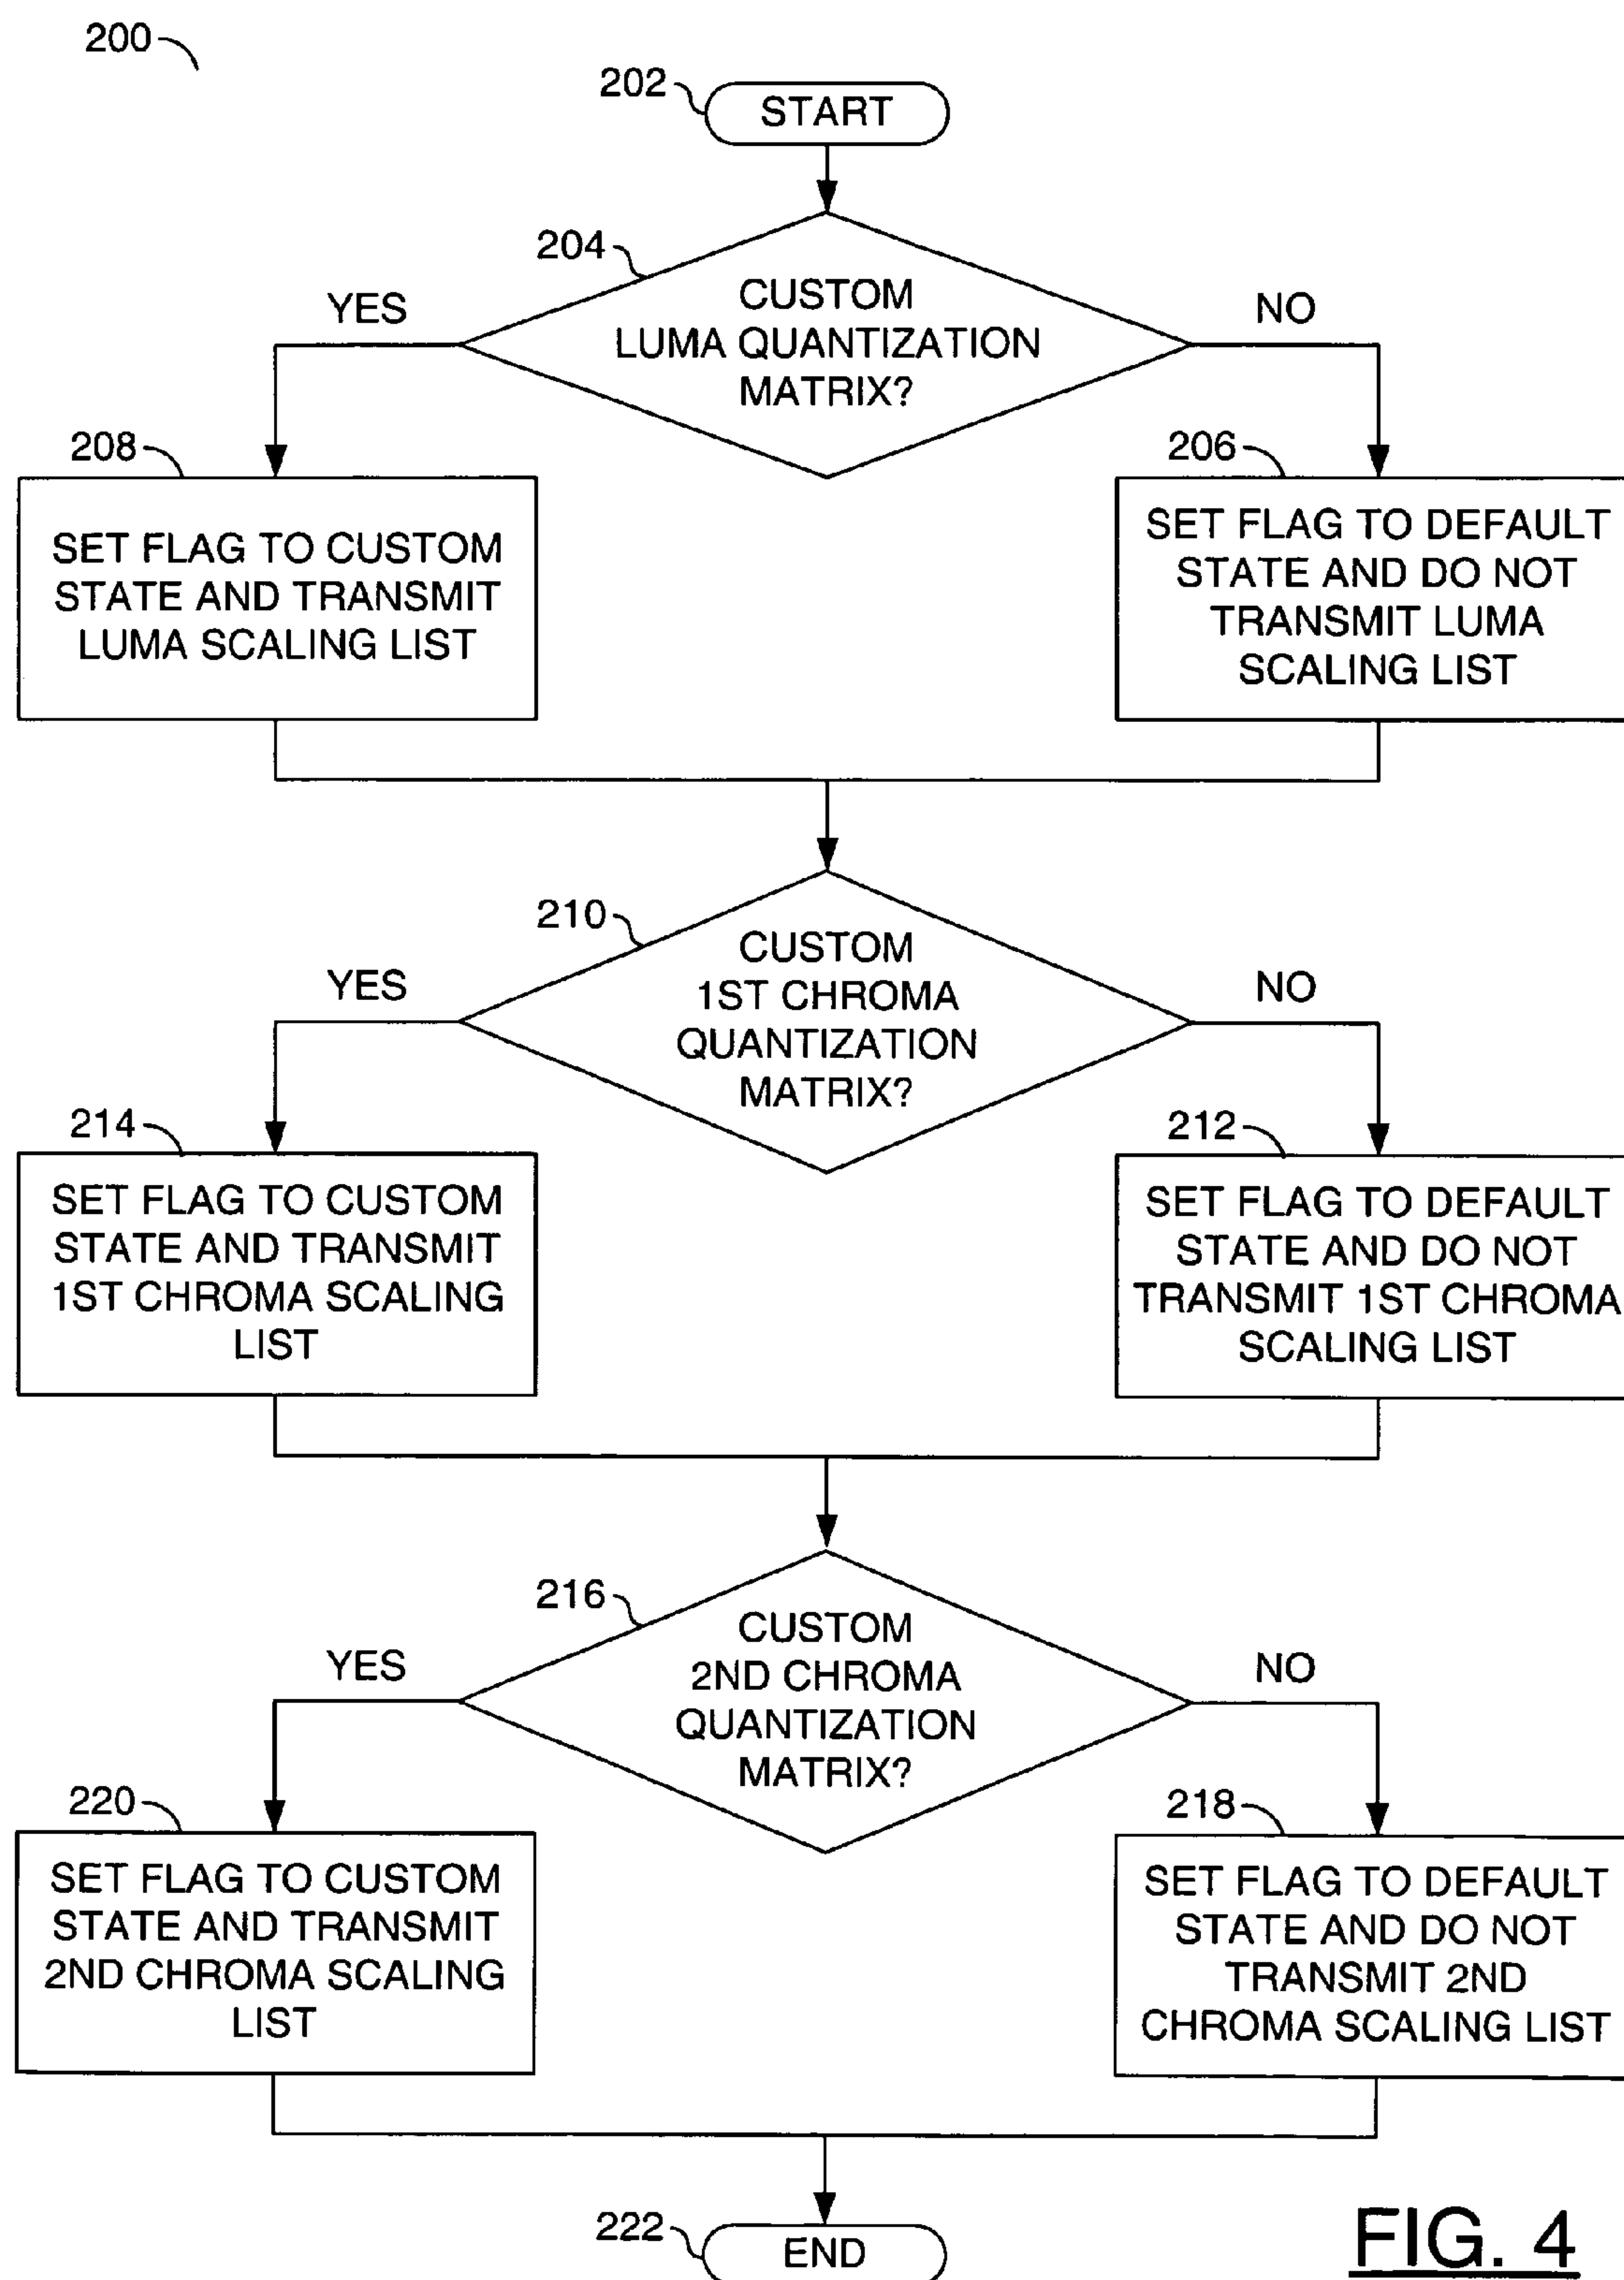 200
202
START
204
CUSTOM
LUMA QUANTIZATION
MATRIX?
YES
NO
208
SET FLAG TO CUSTOM
STATE AND TRANSMIT
LUMA SCALING LIST
206
SET FLAG TO DEFAULT
STATE AND DO NOT
TRANSMIT LUMA
SCALING LIST
210
CUSTOM
1ST CHROMA
QUANTIZATION
MATRIX?
YES
NO
214
SET FLAG TO CUSTOM
STATE AND TRANSMIT
1ST CHROMA SCALING
LIST
212
SET FLAG TO DEFAULT
STATE AND DO NOT
TRANSMIT 1ST CHROMA
SCALING LIST
216
CUSTOM
2ND CHROMA
QUANTIZATION
MATRIX?
YES
NO
220
SET FLAG TO CUSTOM
STATE AND TRANSMIT
2ND CHROMA SCALING
LIST
218
SET FLAG TO DEFAULT
STATE AND DO NOT
TRANSMIT 2ND
CHROMA SCALING LIST
222
END
FIG. 4